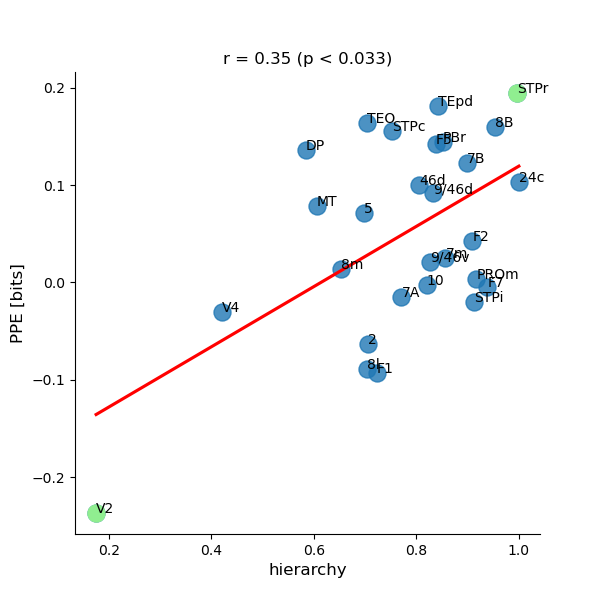 r = 0.35 (p < 0.033)
PPE [bits]
0.2
0.1
0.0
−0.1
−0.2
STPr
TEpd
TEO
STPc
8B
F5
DP
7B
46d
24c
9/46d
MT
5
F2
7m
9/46v
8m
PROm
10
F7
7A
STPi
V4
2
8l
F1
V2
0.2 0.4 0.6 0.8 1.0
hierarchy